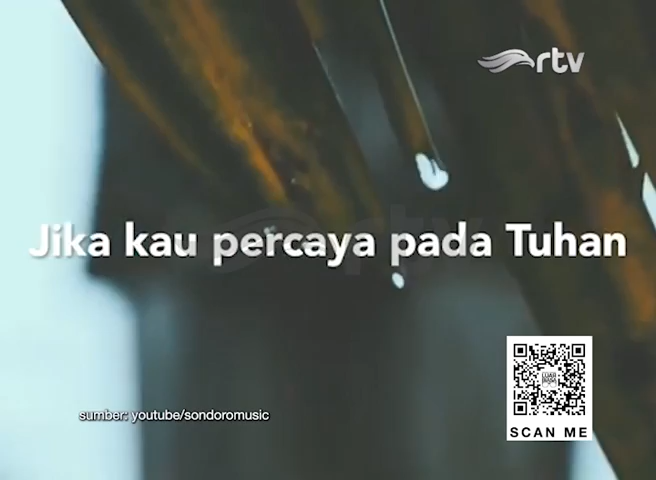 rtv
Jika kau percaya pada Tuhan
sumber: youtube/sondoromusic
SCAN ME